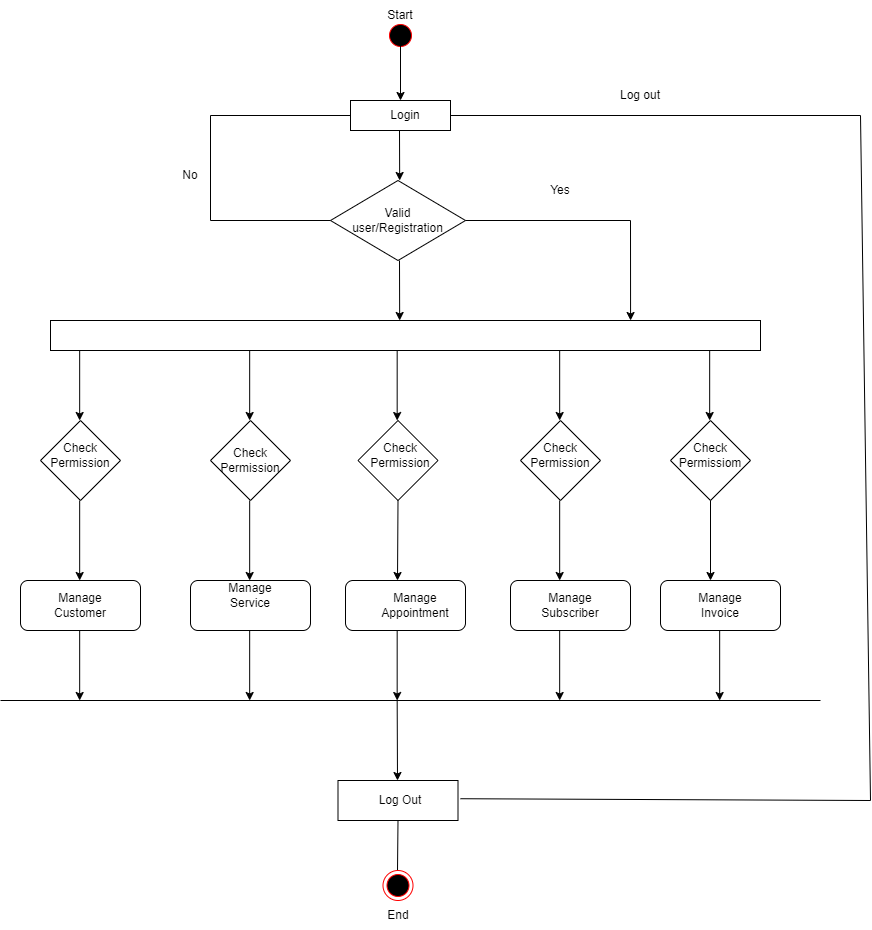 Start
Login
Log out
No
Yes
Valid
user/Registration
Check
Permission
Check
Permission
Check
Permission
Check
Permission
Check
Permissiom
Manage
Customer
Manage
Service
Manage
Appointment
Manage
Subscriber
Manage
Invoice
Log Out
End